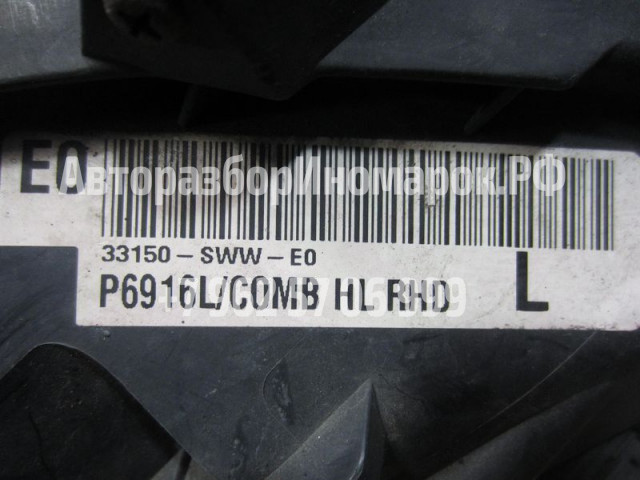 E0
АвторазборИномарок.РФ
33150-SWW-E0
P6916L/COMB HL RHD L